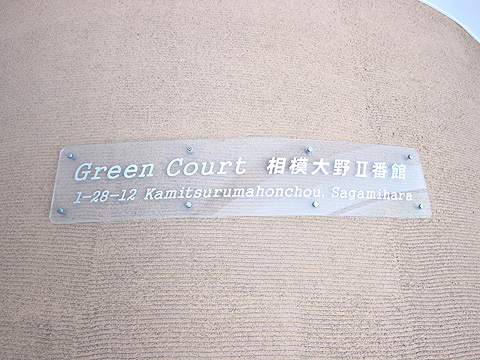 Green Court 相模大野Ⅱ番館
1-28-12 Kamitsurumahonchou, Sagamihara